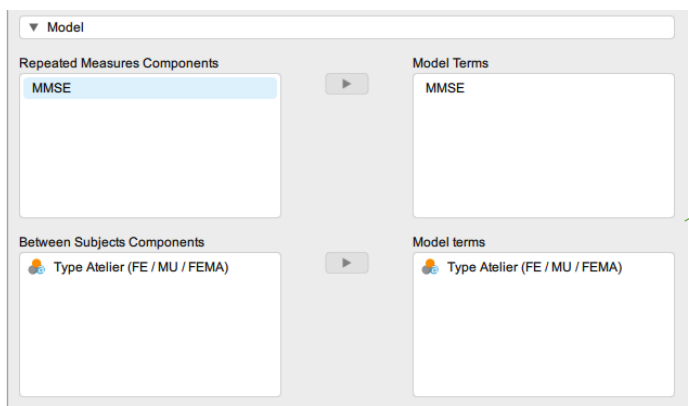 Model
Repeated Measures Components
Model Terms
MMSE
MMSE
Between Subjects Components
Model terms
Type Atelier (FE / MU / FEMA)
Type Atelier (FE / MU / FEMA)